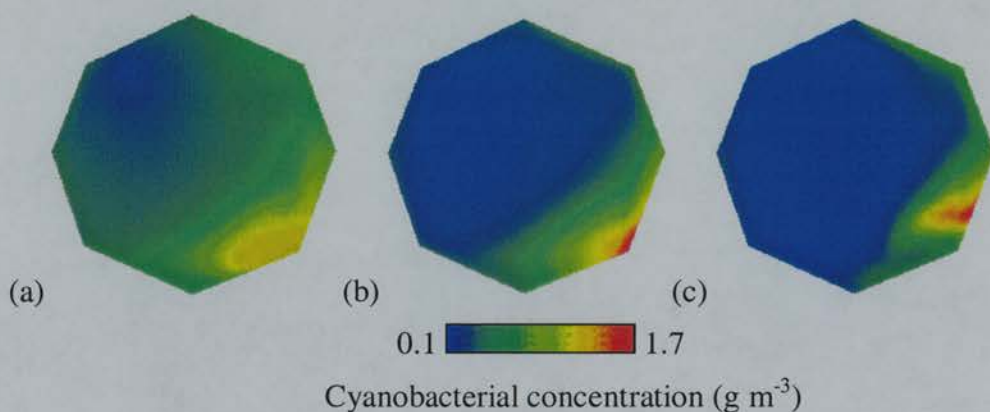 (a) (b) (c)
0.1 1.7
Cyanobacterial concentration (g m⁻³)